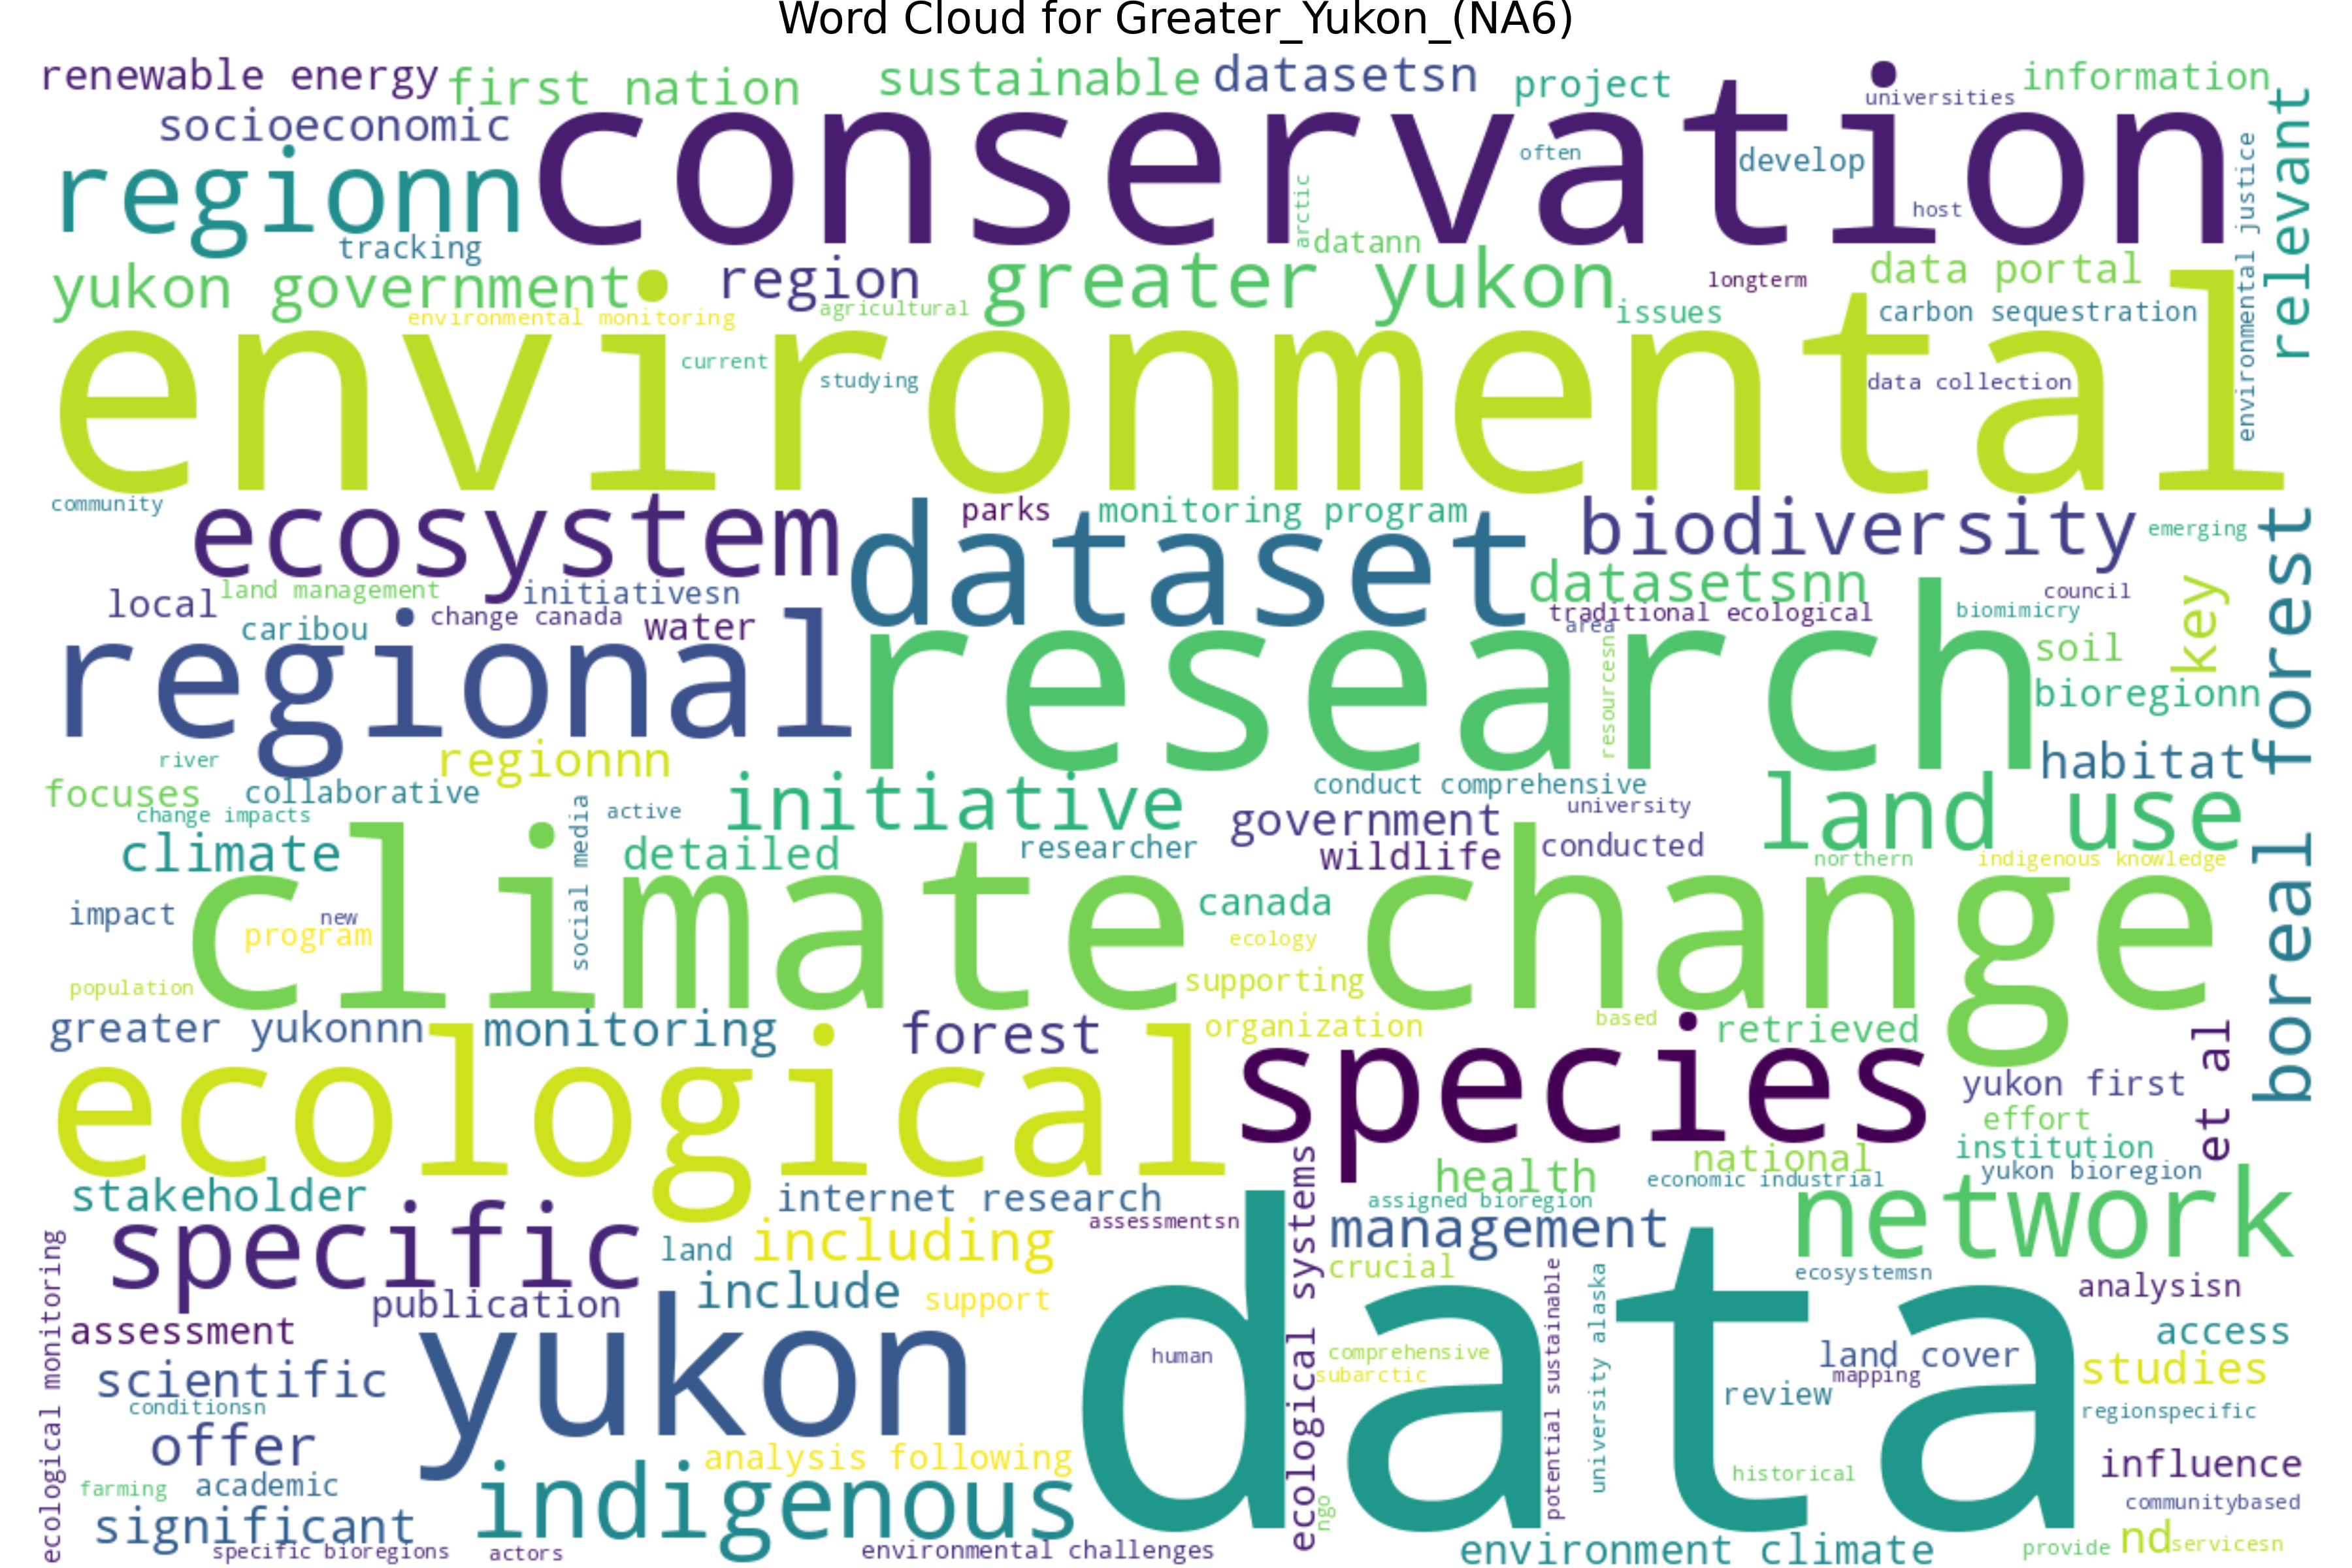 Word Cloud for Greater_Yukon_(NA6)
renewable energy
first nation
sustainable
datasetsn
project
universities
information
socioeconomic
conservation
relevant
regionn
often
develop
environmental justice
arctic
host
tracking
datann
yukon government
region
greater yukon
longterm
data portal
environmental monitoring
agricultural
issues
carbon sequestration
environmental
current
studying
data collection
community
ecosystem
parks
monitoring program
biodiversity
emerging
boreal forest
dataset
local
land management
initiativesn
datasetsnn
council
key
caribou
change canada
water
traditional ecological
area
biomimicry
regional
research
resourcesn
soil
bioregionn
river
regionnn
habitat
focuses
collaborative
initiative
conduct comprehensive
university
land use
change impacts
social media
active
government
climate
detailed
researcher
wildlife
conducted
northern
indigenous knowledge
impact
new
program
climate change
canada
ecology
population
supporting
greater yukonnn
monitoring
forest
organization
based
retrieved
et al
ecological
species
yukon first
effort
institution
stakeholder
internet research
ecological systems
health
national
economic industrial
yukon bioregion
assigned bioregion
network
specific
assessmentsn
management
ecological monitoring
land
including
crucial
potential sustainable
university alaska
ecosystemsn
analysisn
publication
include
support
assessment
yukon
data
access
human
comprehensive
land cover
studies
scientific
subarctic
mapping
review
conditionsn
regionspecific
offer
analysis following
influence
farming
academic
indigenous
historical
communitybased
significant
ngo
specific bioregions
actors
environmental challenges
environment climate
provide
nd
servicesn